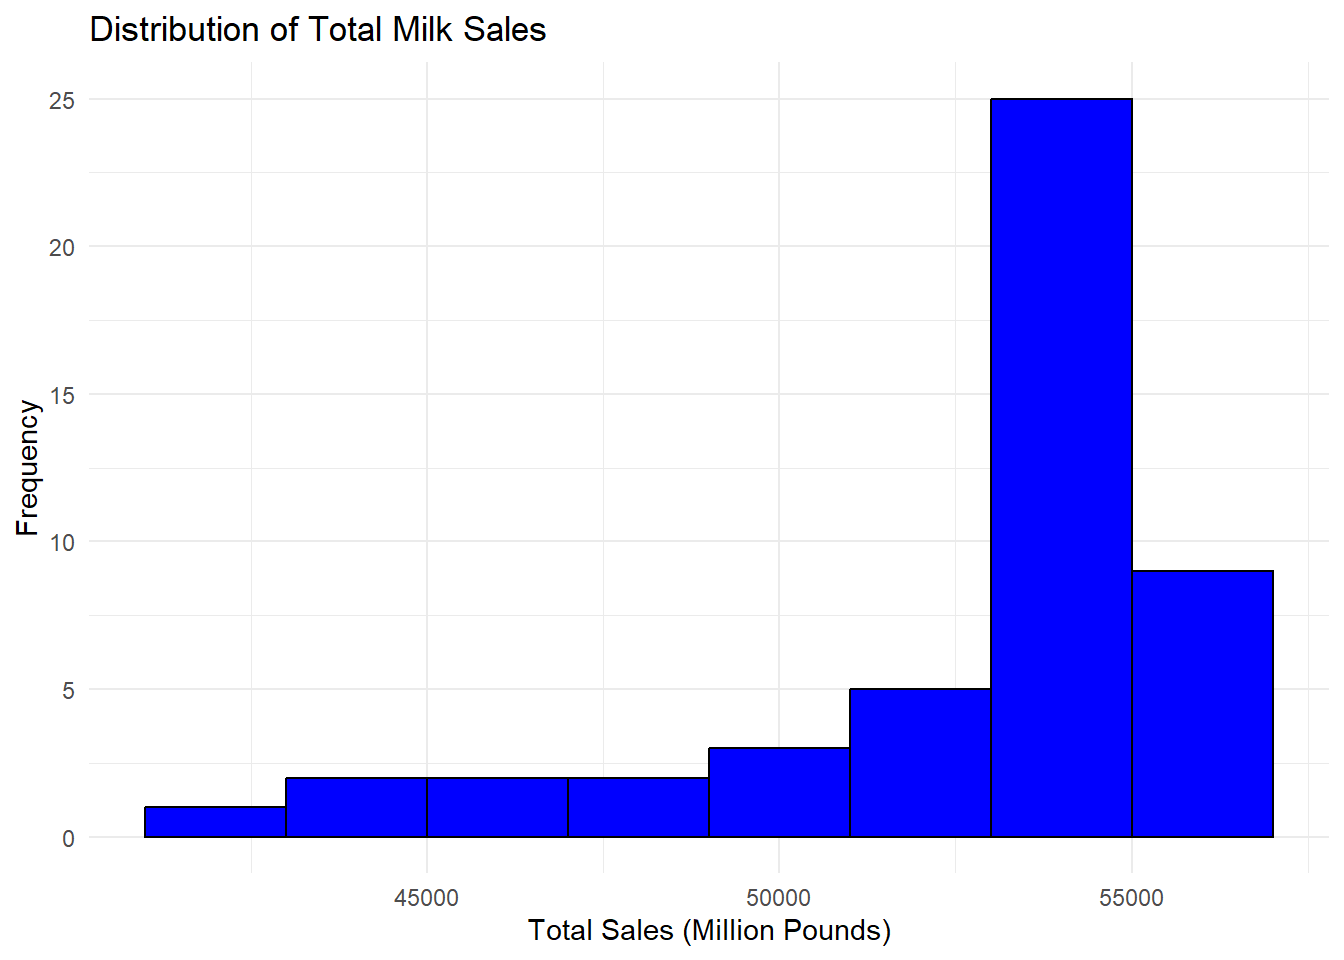 Distribution of Total Milk Sales
25
20
15
10
5
0
Frequency
45000 50000 55000
Total Sales (Million Pounds)